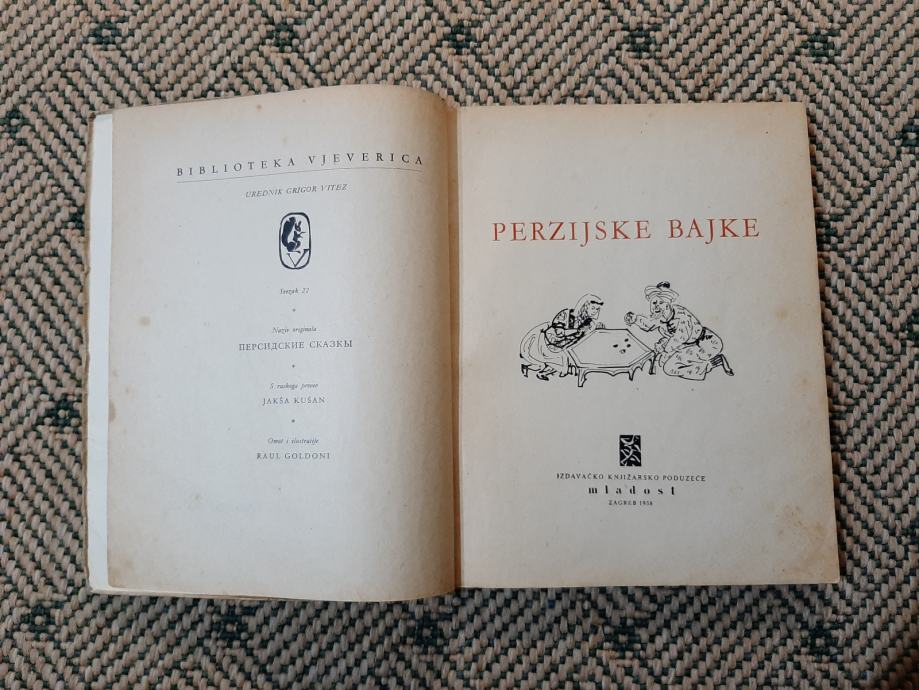 BIBLIOTEKA VJEVERICA
UREDNIK GRIGOR VITEZ
Svezak 22
Naziv originala
ПЕРСИДСКИЕ СКАЗКЫ
S ruskoga preveo
JAKŠA KUŠAN
Omot i ilustracije
RAUL GOLDONI
PERZIJSKE BAJKE
IZDAVAČKO KNJIŽARSKO PODUZEĆE
mladost
ZAGREB 1958